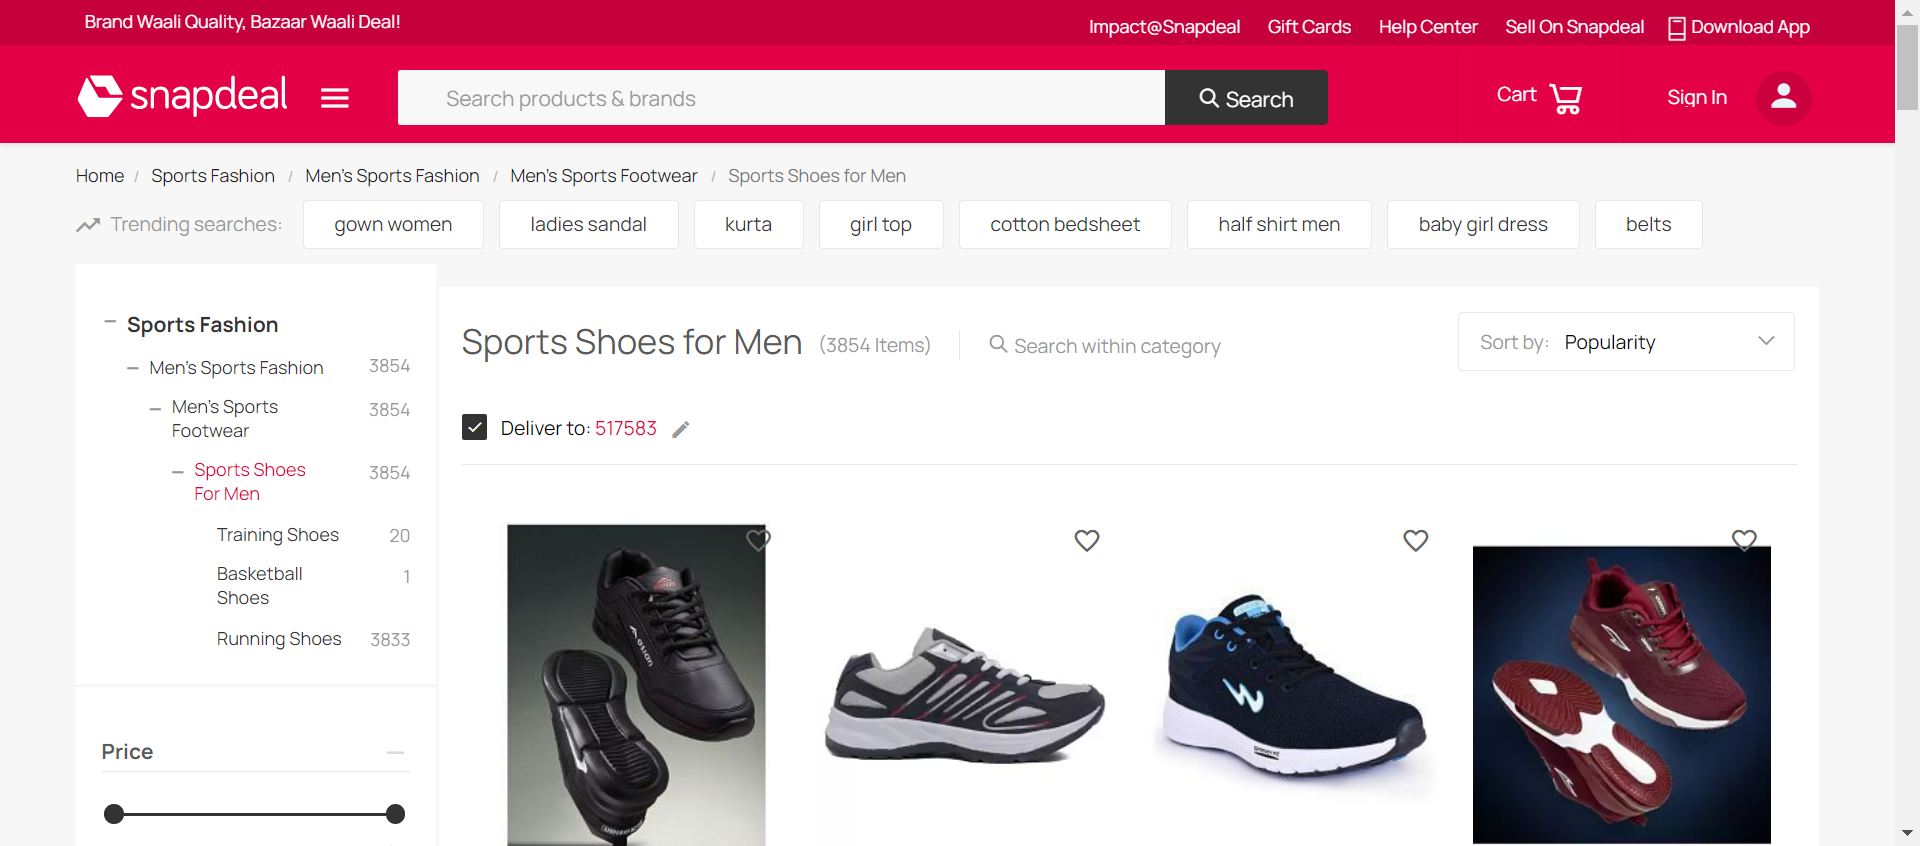 Brand Waali Quality, Bazaar Waali Deal!
Impact@Snapdeal Gift Cards Help Center Sell On Snapdeal Download App
snapdeal
Search products & brands
Search
Cart
Sign In
Home / Sports Fashion / Men's Sports Fashion / Men's Sports Footwear / Sports Shoes for Men
Trending searches: gown women ladies sandal kurta girl top cotton bedsheet half shirt men baby girl dress belts
Sports Fashion
Men's Sports Fashion 3854
Men's Sports 3854
Footwear
Sports Shoes 3854
For Men
Training Shoes 20
Basketball 1
Shoes
Running Shoes 3833
Price
Sports Shoes for Men (3854 Items) Search within category
Sort by: Popularity
Deliver to: 517583
asian